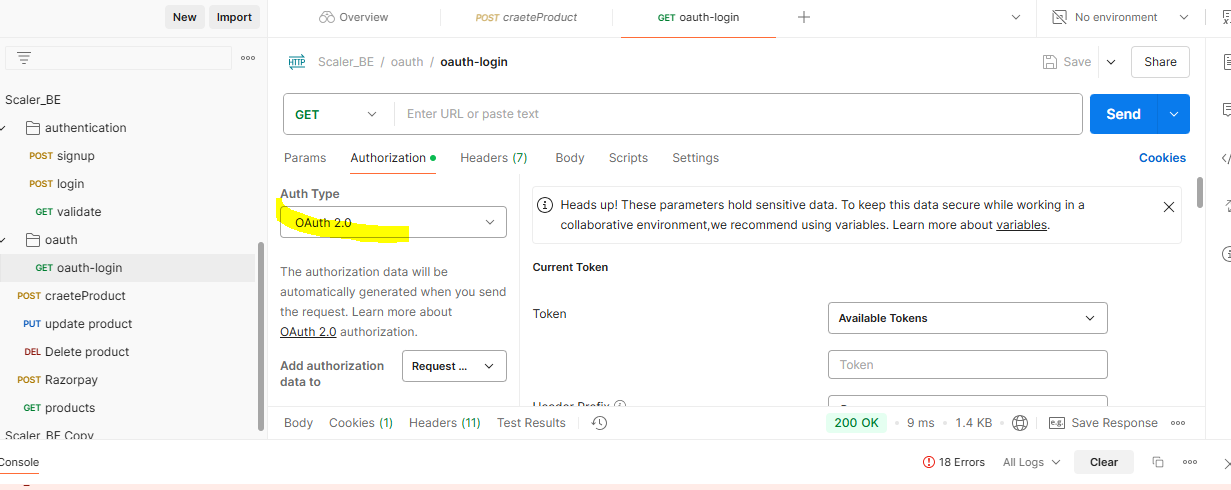 New Import
Overview
POST craeteProduct
GET oauth-login
No environment
HTTP Scaler_BE / oauth / oauth-login
Save
Share
Scaler_BE
authentication
POST signup
POST login
GET validate
oauth
GET oauth-login
POST craeteProduct
PUT update product
DEL Delete product
POST Razorpay
GET products
Scaler_BE Copy
GET
Enter URL or paste text
Send
Params Authorization Headers (7) Body Scripts Settings
Cookies
Auth Type
OAuth 2.0
The authorization data will be
automatically generated when you send
the request. Learn more about
OAuth 2.0 authorization.
Add authorization
data to
Request ...
Heads up! These parameters hold sensitive data. To keep this data secure while working in a
collaborative environment,we recommend using variables. Learn more about variables.
Current Token
Token
Available Tokens
Token
Header Prefix
Body Cookies (1) Headers (11) Test Results
200 OK • 9 ms • 1.4 KB
e.g. Save Response
Console
18 Errors
All Logs
Clear